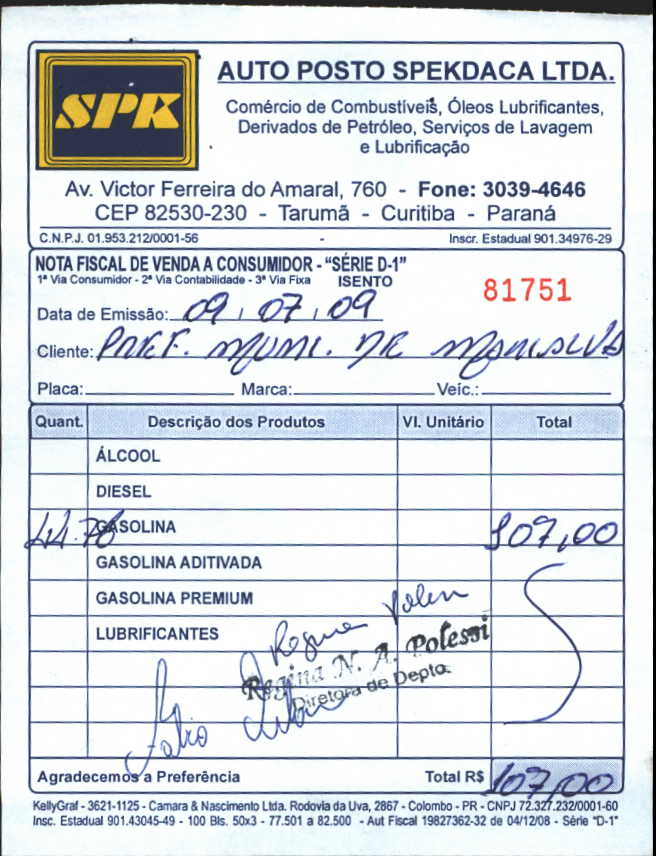 SPK
AUTO POSTO SPEKDACA LTDA.
Comércio de Combustíveis, Óleos Lubrificantes,
Derivados de Petróleo, Serviços de Lavagem
e Lubrificação
Av. Victor Ferreira do Amaral, 760 - Fone: 3039-4646
CEP 82530-230 - Tarumã - Curitiba - Paraná
C.N.P.J. 01.953.212/0001-56 - Inscr. Estadual 901.34976-29
NOTA FISCAL DE VENDA A CONSUMIDOR - "SÉRIE D-1"
1ª Via Consumidor - 2ª Via Contabilidade - 3ª Via Fixa ISENTO
81751
Data de Emissão: 09 / 07 / 09
Cliente: PREF. MUNI. DE
Placa: Marca: Veíc.:
Quant. Descrição dos Produtos Vl. Unitário Total
ÁLCOOL
DIESEL
44.76 GASOLINA 107,00
GASOLINA ADITIVADA
GASOLINA PREMIUM
LUBRIFICANTES
Regina N. A. Polessi
Diretora de Depto.
Fabio
Agradecemos a Preferência Total R$ 107,00
KellyGraf - 3621-1125 - Camara & Nascimento Ltda. Rodovia da Uva, 2867 - Colombo - PR - CNPJ 72.327.232/0001-60
Insc. Estadual 901.43045-49 - 100 Bls. 50x3 - 77.501 a 82.500 - Aut Fiscal 19827362-32 de 04/12/08 - Série "D-1"